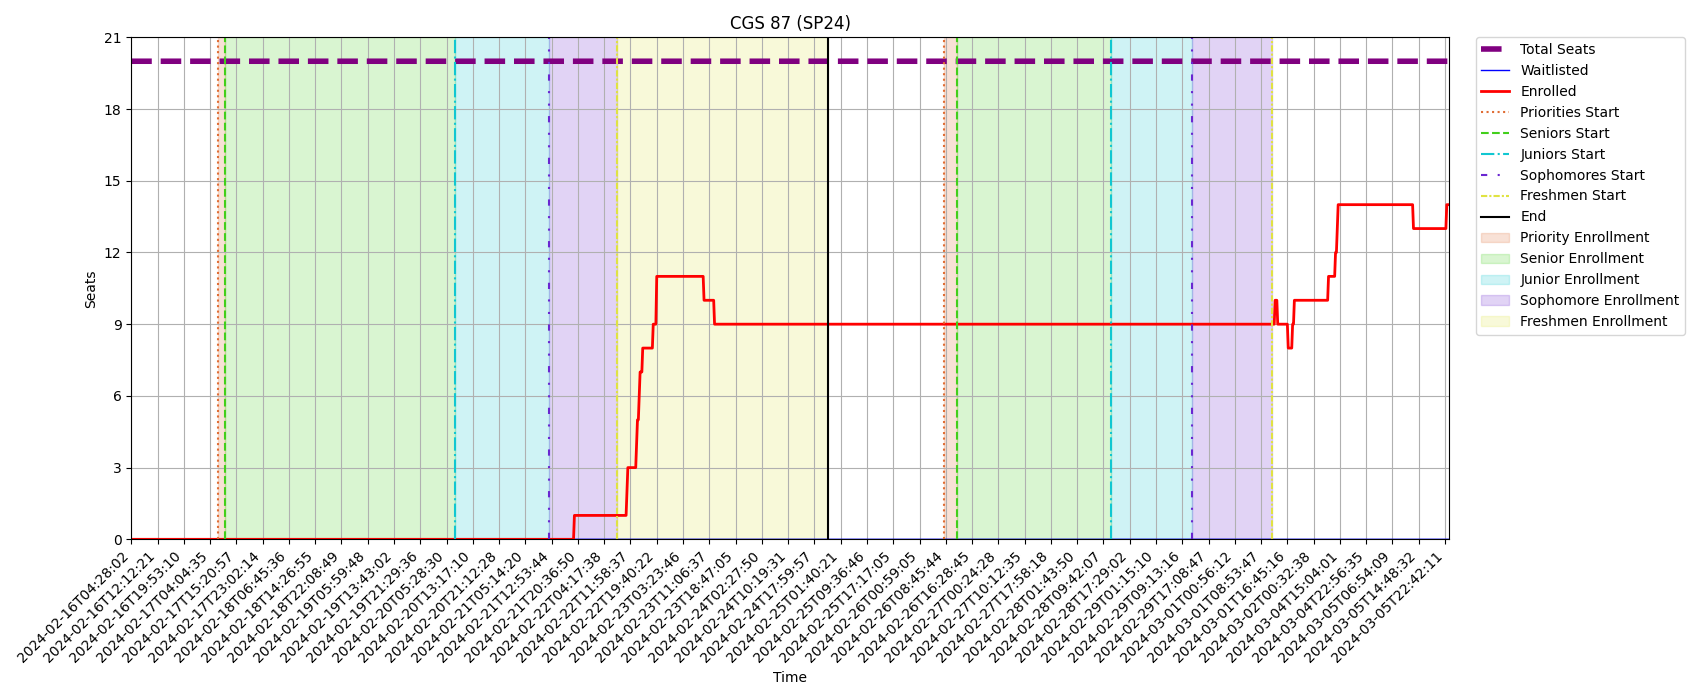 CGS 87 (SP24)
21
18
15
12
9
6
3
0
Seats
2024-02-16T04:28:02
2024-02-16T12:12:21
2024-02-16T19:53:10
2024-02-17T04:04:35
2024-02-17T15:20:57
2024-02-17T23:02:14
2024-02-18T06:45:36
2024-02-18T14:26:55
2024-02-18T22:08:49
2024-02-19T05:59:48
2024-02-19T13:43:02
2024-02-19T21:29:36
2024-02-20T05:28:30
2024-02-20T13:17:10
2024-02-20T21:12:28
2024-02-21T05:14:20
2024-02-21T12:53:44
2024-02-21T20:36:50
2024-02-22T04:17:38
2024-02-22T11:58:37
2024-02-22T19:40:22
2024-02-23T03:23:46
2024-02-23T11:06:37
2024-02-23T18:47:05
2024-02-24T02:27:50
2024-02-24T10:19:31
2024-02-24T17:59:57
2024-02-25T01:40:21
2024-02-25T09:36:46
2024-02-25T17:17:05
2024-02-26T00:59:05
2024-02-26T08:45:44
2024-02-26T16:28:45
2024-02-27T00:24:28
2024-02-27T10:12:35
2024-02-27T17:58:18
2024-02-28T01:43:50
2024-02-28T09:42:07
2024-02-28T17:29:02
2024-02-29T01:15:10
2024-02-29T09:13:16
2024-02-29T17:08:47
2024-03-01T00:56:12
2024-03-01T08:53:47
2024-03-01T16:45:16
2024-03-02T00:32:38
2024-03-04T15:04:01
2024-03-04T22:56:35
2024-03-05T06:54:09
2024-03-05T14:48:32
2024-03-05T22:42:11
Time
Total Seats
Waitlisted
Enrolled
Priorities Start
Seniors Start
Juniors Start
Sophomores Start
Freshmen Start
End
Priority Enrollment
Senior Enrollment
Junior Enrollment
Sophomore Enrollment
Freshmen Enrollment